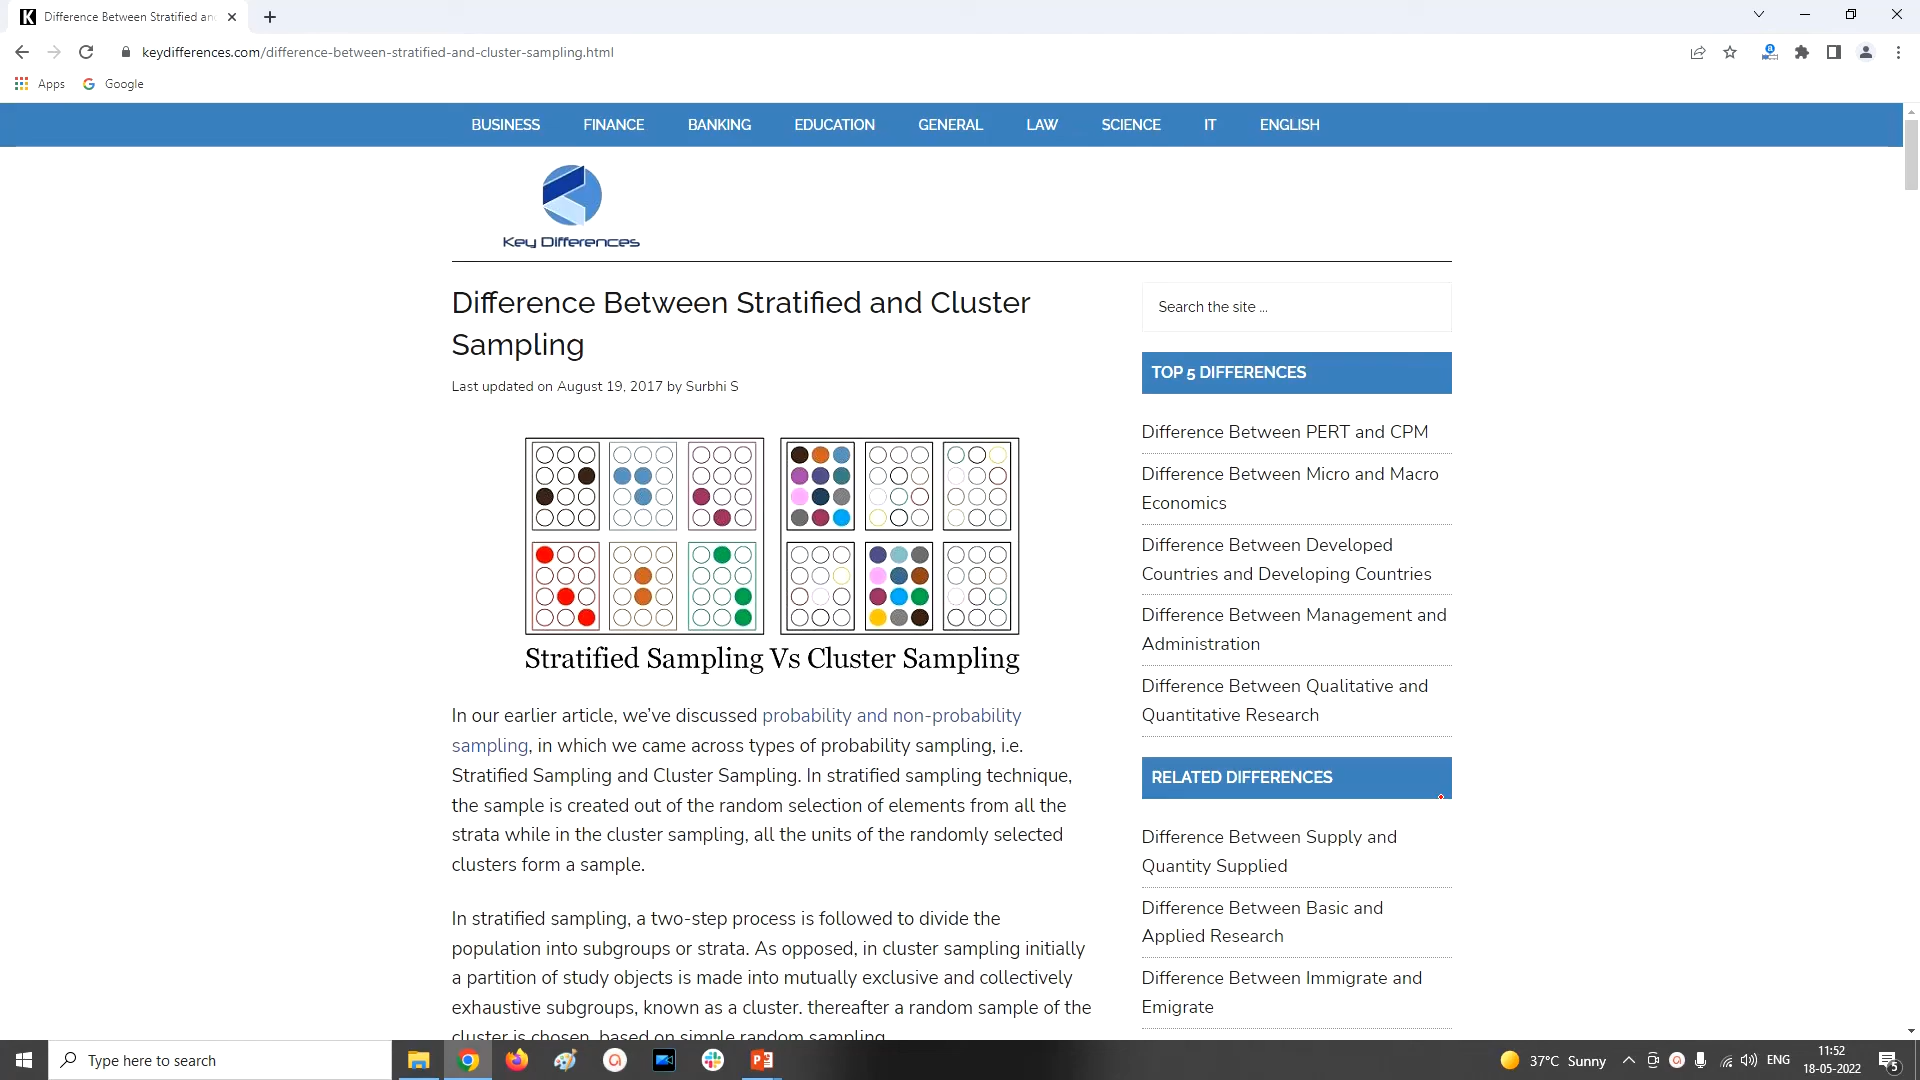 Difference Between Stratified an
keydifferences.com/difference-between-stratified-and-cluster-sampling.html
Apps
Google
BUSINESS
FINANCE
BANKING
EDUCATION
GENERAL
LAW
SCIENCE
IT
ENGLISH
Key Differences
Difference Between Stratified and Cluster
Sampling
Last updated on August 19, 2017 by Surbhi S
Stratified Sampling Vs Cluster Sampling
In our earlier article, we’ve discussed probability and non-probability
sampling, in which we came across types of probability sampling, i.e.
Stratified Sampling and Cluster Sampling. In stratified sampling technique,
the sample is created out of the random selection of elements from all the
strata while in the cluster sampling, all the units of the randomly selected
clusters form a sample.
In stratified sampling, a two-step process is followed to divide the
population into subgroups or strata. As opposed, in cluster sampling initially
a partition of study objects is made into mutually exclusive and collectively
exhaustive subgroups, known as a cluster. thereafter a random sample of the
cluster is chosen, based on simple random sampling.
Search the site ...
TOP 5 DIFFERENCES
Difference Between PERT and CPM
Difference Between Micro and Macro
Economics
Difference Between Developed
Countries and Developing Countries
Difference Between Management and
Administration
Difference Between Qualitative and
Quantitative Research
RELATED DIFFERENCES
Difference Between Supply and
Quantity Supplied
Difference Between Basic and
Applied Research
Difference Between Immigrate and
Emigrate
Type here to search
37°C Sunny
ENG
11:52
18-05-2022
5